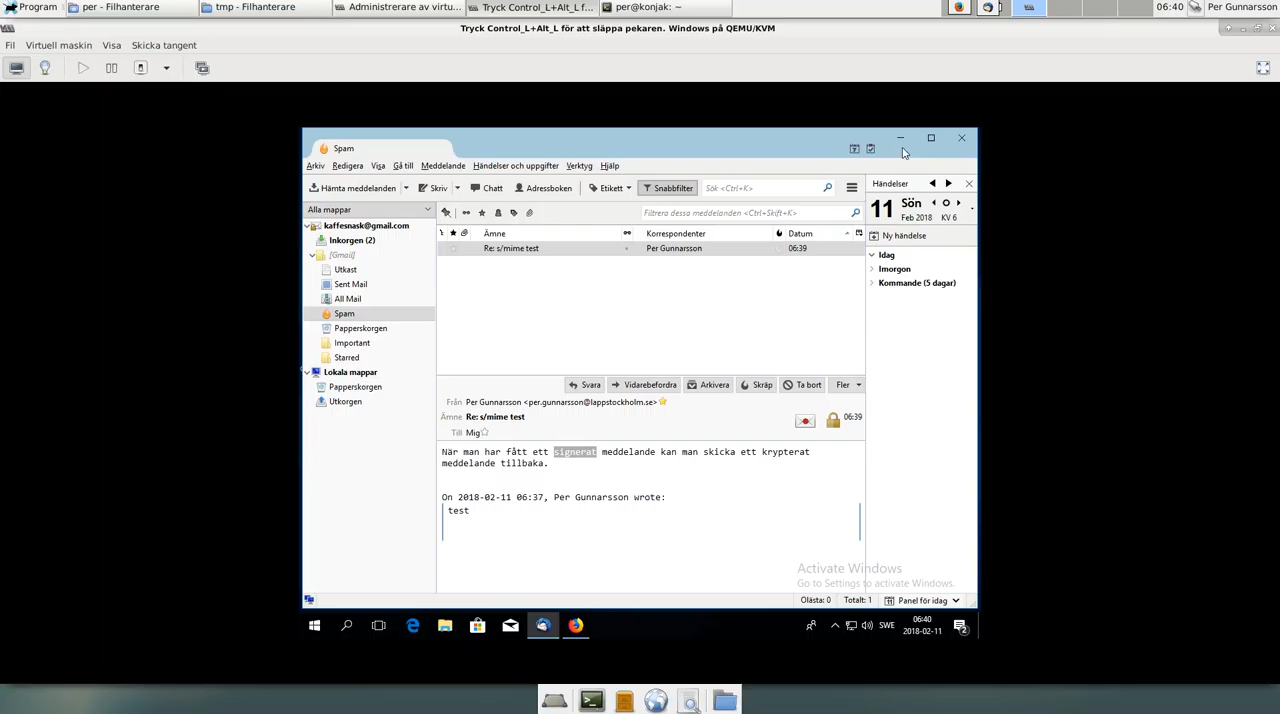 Program
per - Filhanterare
tmp - Filhanterare
Administrerare av virtu...
Tryck Control_L+Alt_L f...
per@konjak: ~
06:40
Per Gunnarsson
Tryck Control_L+Alt_L för att släppa pekaren. Windows på QEMU/KVM
Fil Virtuell maskin Visa Skicka tangent
Spam
Arkiv Redigera Visa Gå till Meddelande Händelser och uppgifter Verktyg Hjälp
Hämta meddelanden Skriv Chatt Adressboken Etikett Snabbfilter Sök <Ctrl+K>
Händelser
Alla mappar
Filtrera dessa meddelanden <Ctrl+Skift+K>
11 Sön
Feb 2018 KV 6
kaffesnask@gmail.com
Inkorgen (2)
[Gmail]
Utkast
Sent Mail
All Mail
Spam
Papperskorgen
Important
Starred
Lokala mappar
Papperskorgen
Utkorgen
Ämne Korrespondenter Datum
Re: s/mime test Per Gunnarsson 06:39
Ny händelse
Idag
Imorgon
Kommande (5 dagar)
Svara Vidarebefordra Arkivera Skräp Ta bort Fler
Från Per Gunnarsson <per.gunnarsson@lappstockholm.se>
Ämne Re: s/mime test 06:39
Till Mig
När man har fått ett signerat meddelande kan man skicka ett krypterat
meddelande tillbaka.
On 2018-02-11 06:37, Per Gunnarsson wrote:
test
Activate Windows
Go to Settings to activate Windows.
Olästa: 0 Totalt: 1 Panel för idag
SWE
06:40
2018-02-11
2